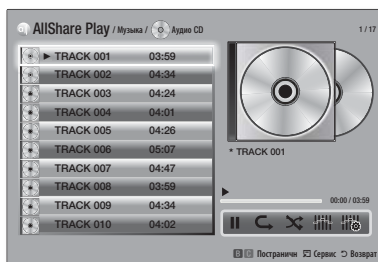 AllShare Play / Музыка / Аудио CD 1 / 17
► TRACK 001 03:59
TRACK 002 04:34
TRACK 003 04:24
TRACK 004 04:01
TRACK 005 04:26
TRACK 006 05:07
TRACK 007 04:47
TRACK 008 03:59
TRACK 009 04:34
TRACK 010 04:02
* TRACK 001
00:00 / 03:59
Постраничн Сервис Возврат